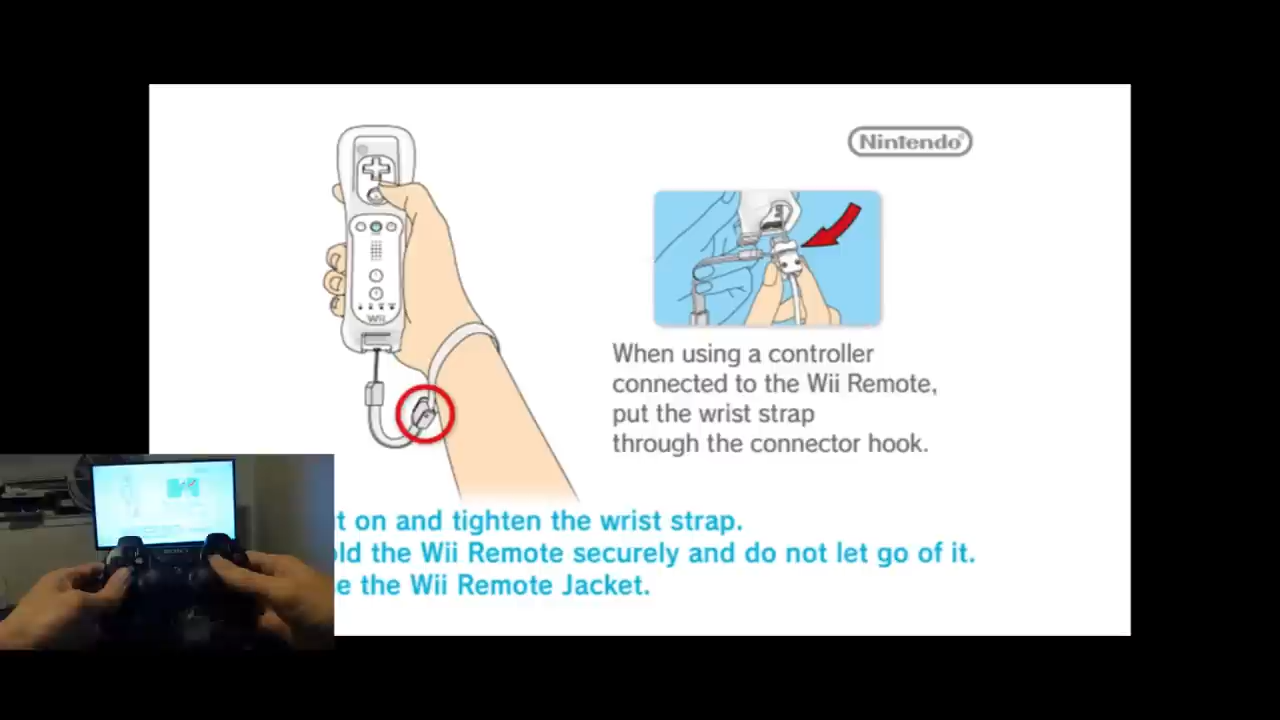 Nintendo®
Wii
When using a controller
connected to the Wii Remote,
put the wrist strap
through the connector hook.
on and tighten the wrist strap.
the Wii Remote securely and do not let go of it.
the Wii Remote Jacket.
SONY